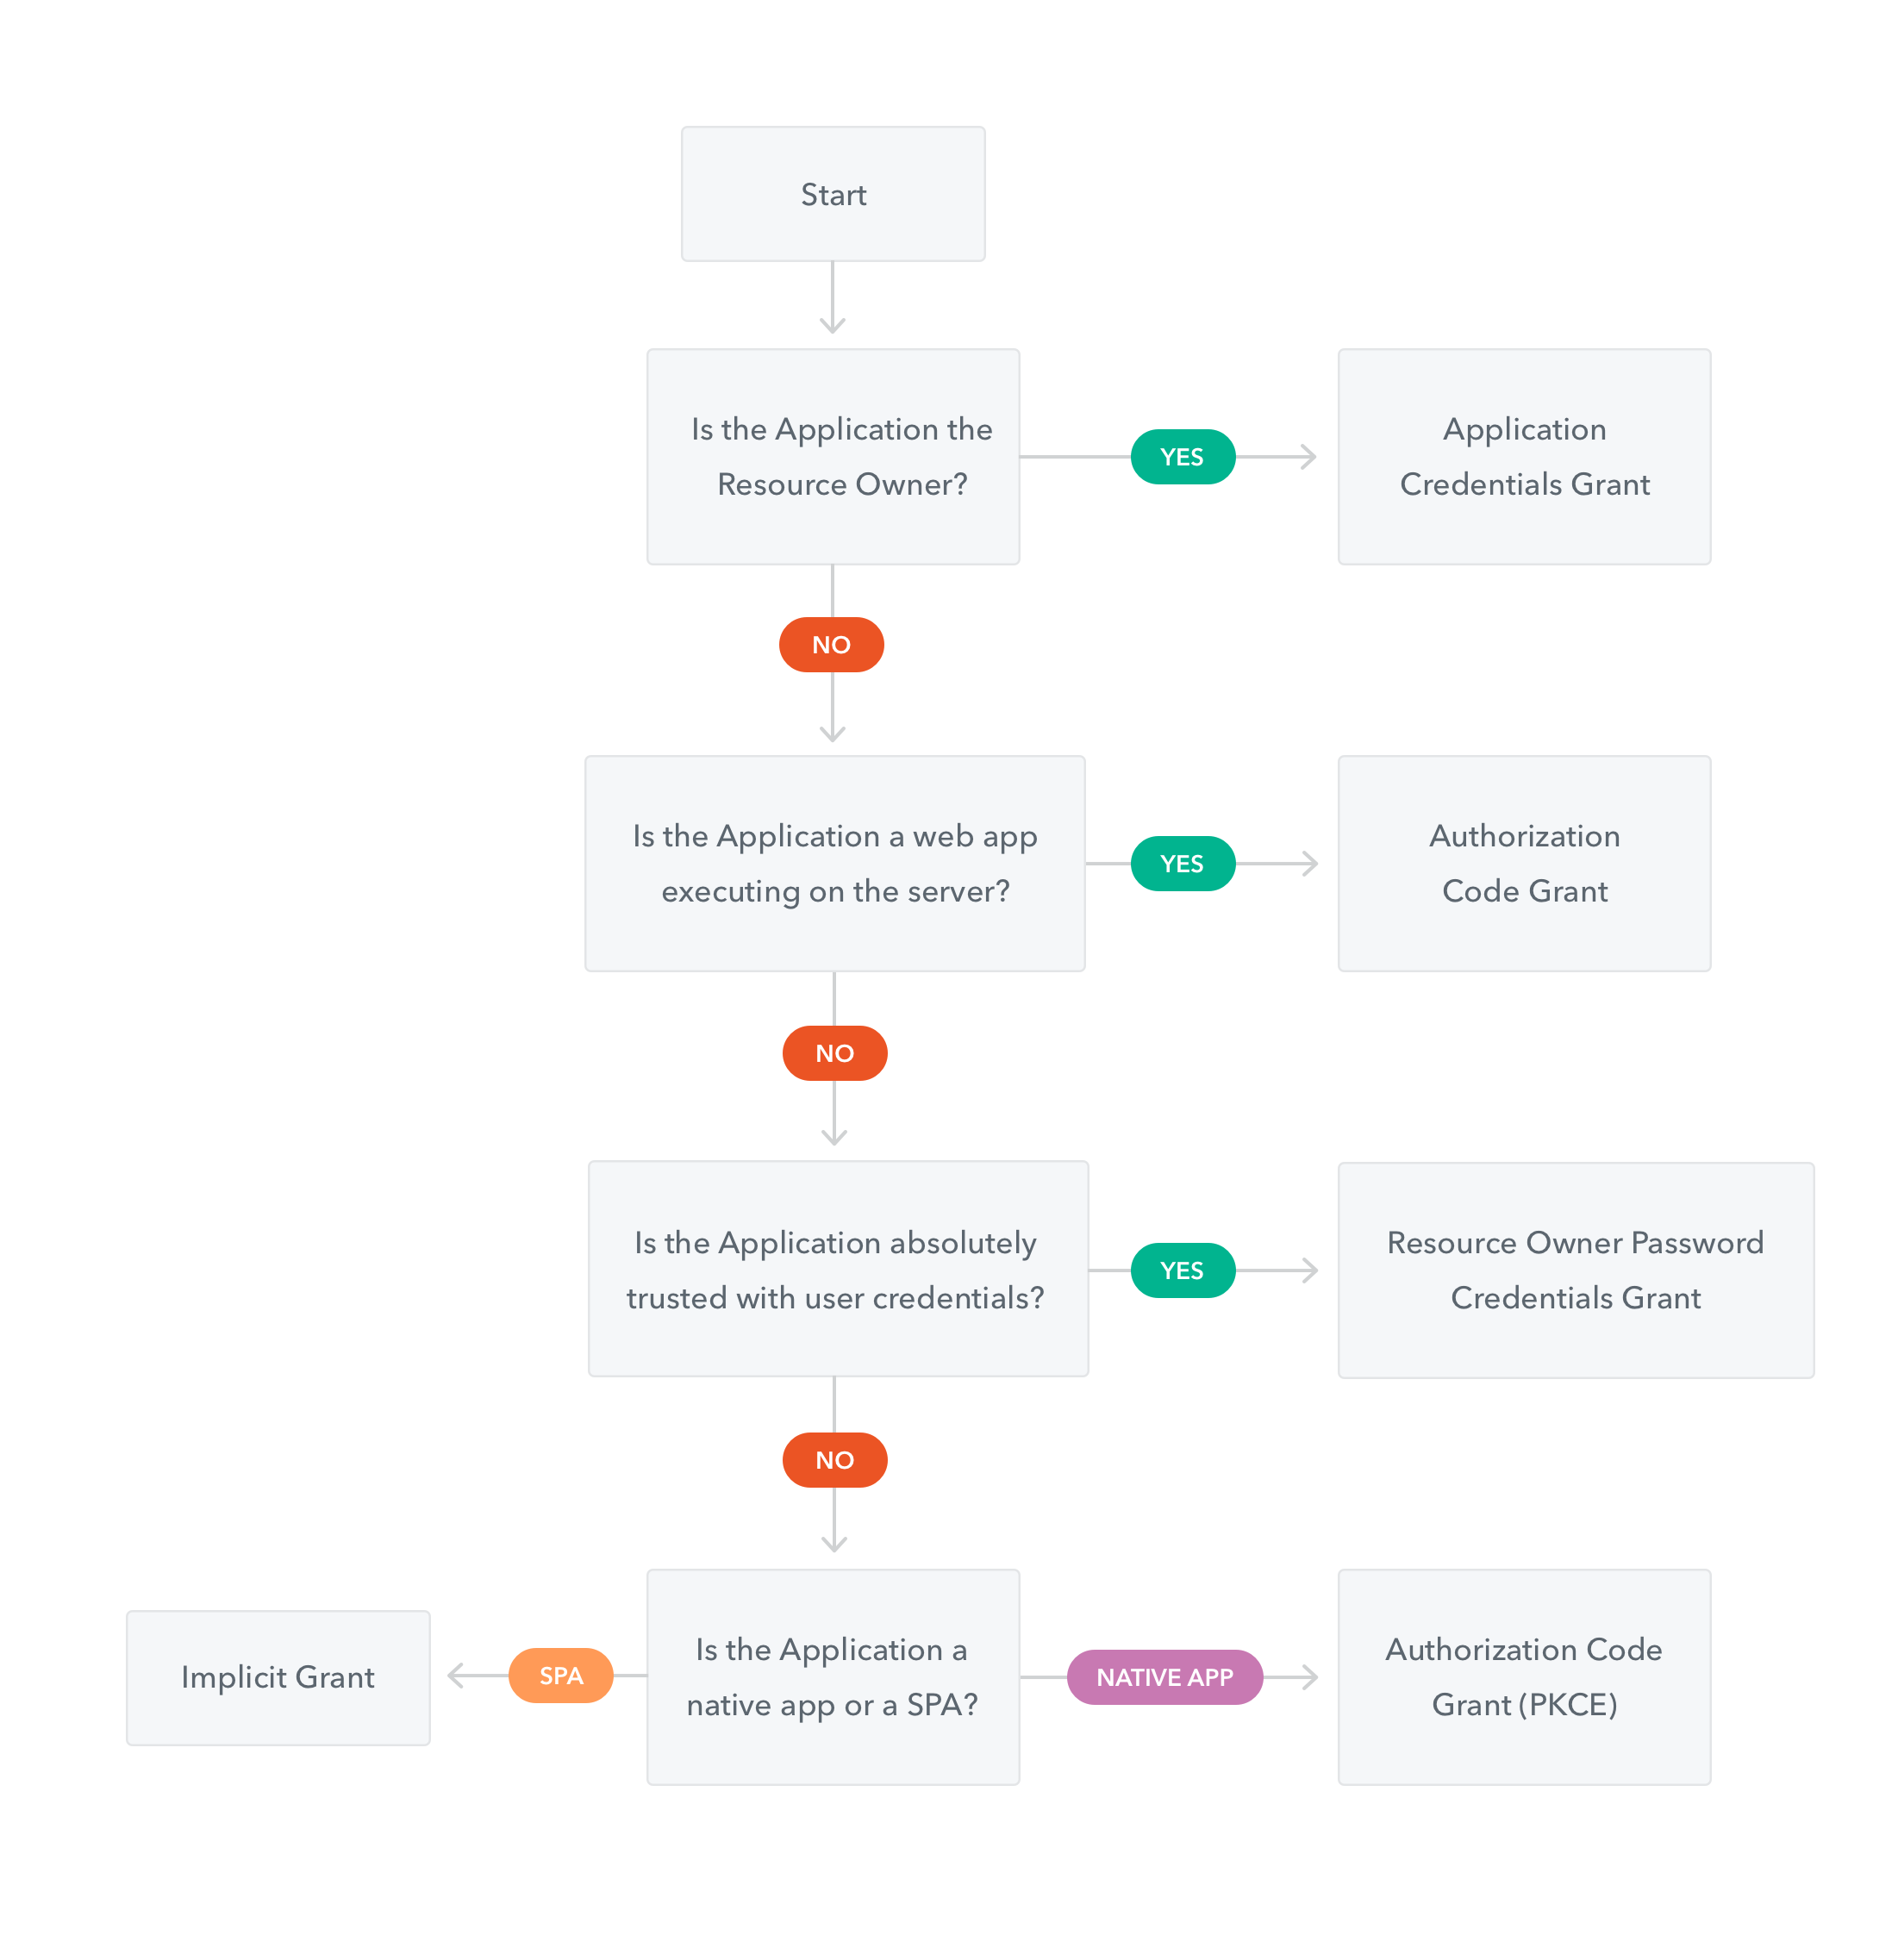 Start
Is the Application the
Resource Owner?
YES
Application
Credentials Grant
NO
Is the Application a web app
executing on the server?
YES
Authorization
Code Grant
NO
Is the Application absolutely
trusted with user credentials?
YES
Resource Owner Password
Credentials Grant
NO
Implicit Grant
SPA
Is the Application a
native app or a SPA?
NATIVE APP
Authorization Code
Grant (PKCE)